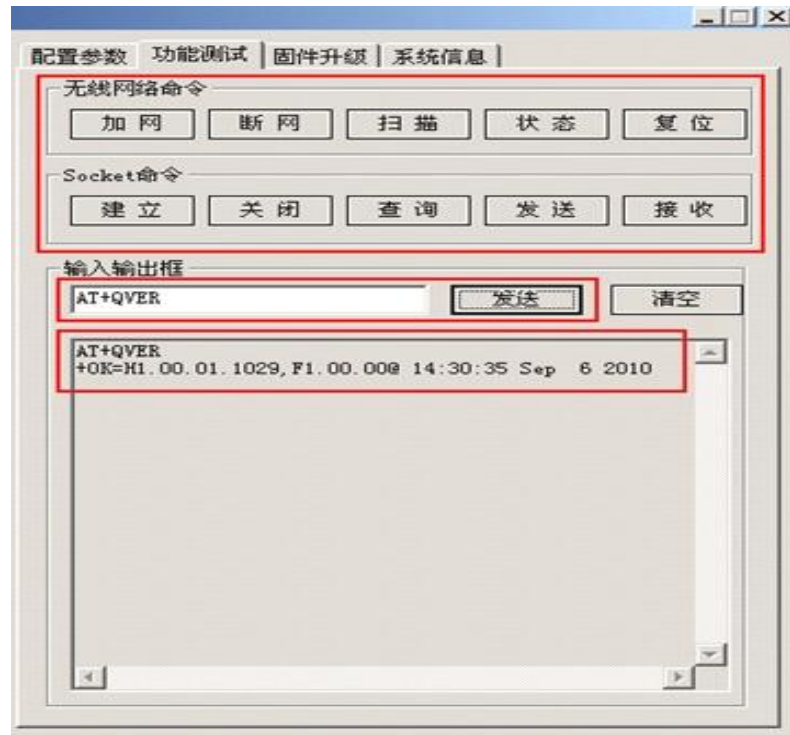 配置参数 功能测试 固件升级 系统信息
无线网络命令
加网 断网 扫描 状态 复位
Socket命令
建立 关闭 查询 发送 接收
输入输出框
AT+QVER 发送 清空
AT+QVER
+OK=H1.00.01.1029,F1.00.00@ 14:30:35 Sep  6 2010